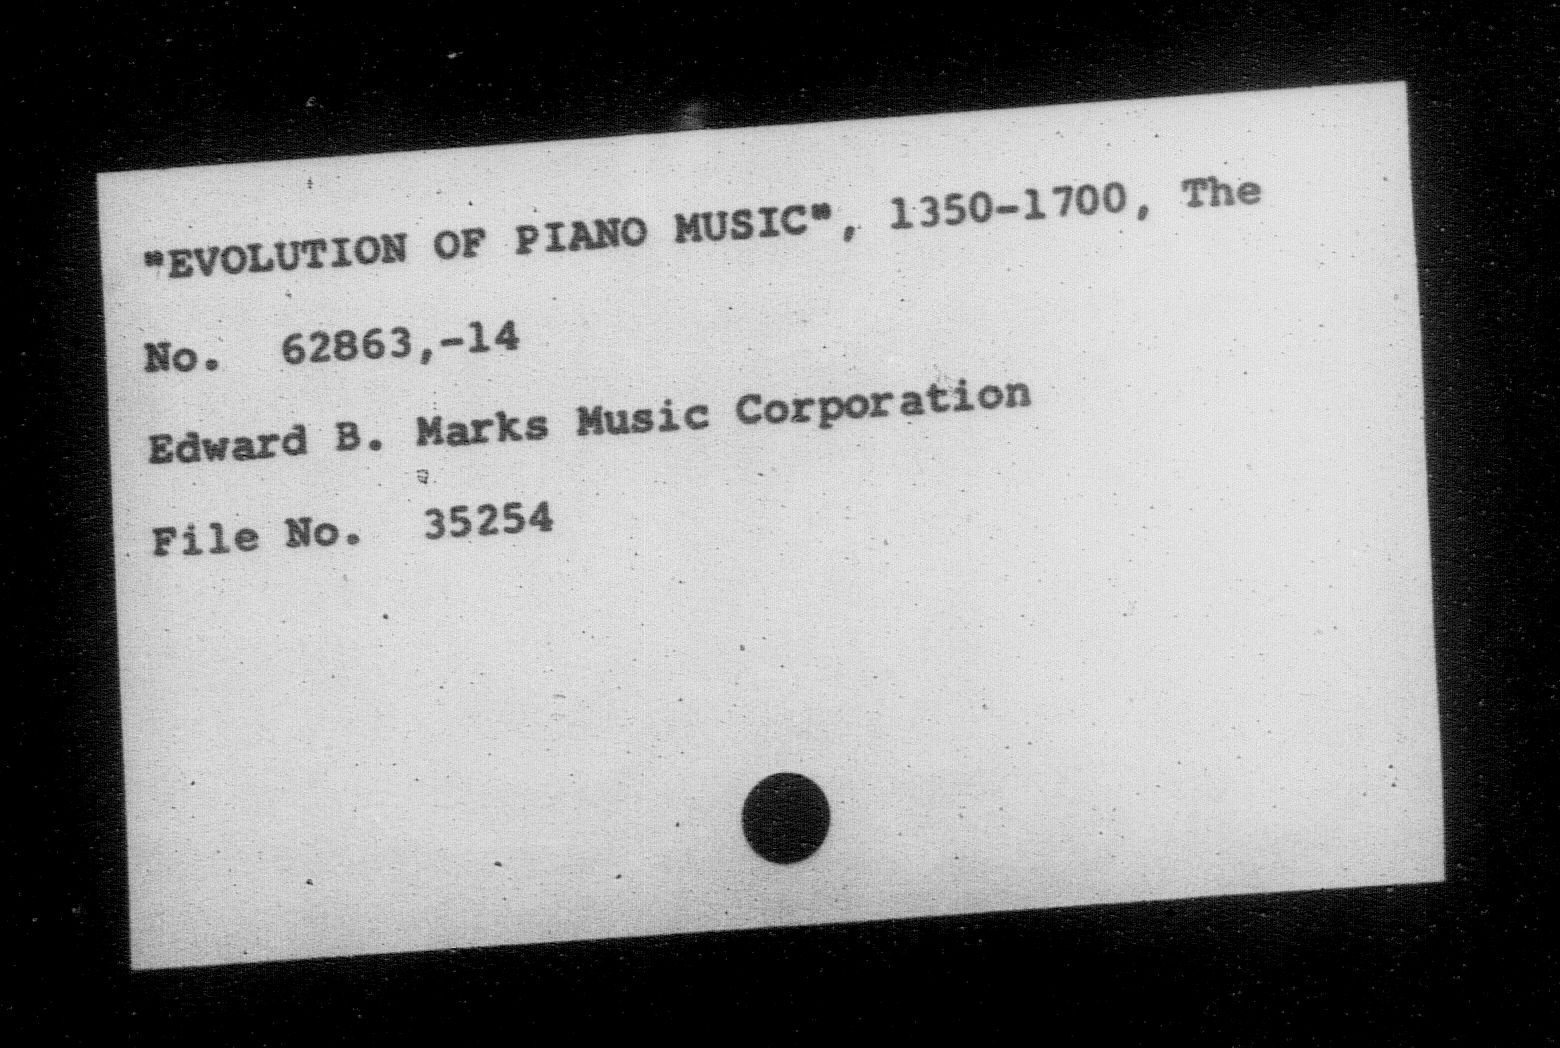 "EVOLUTION OF PIANO MUSIC", 1350-1700, The
No. 62863,-14
Edward B. Marks Music Corporation
File No. 35254